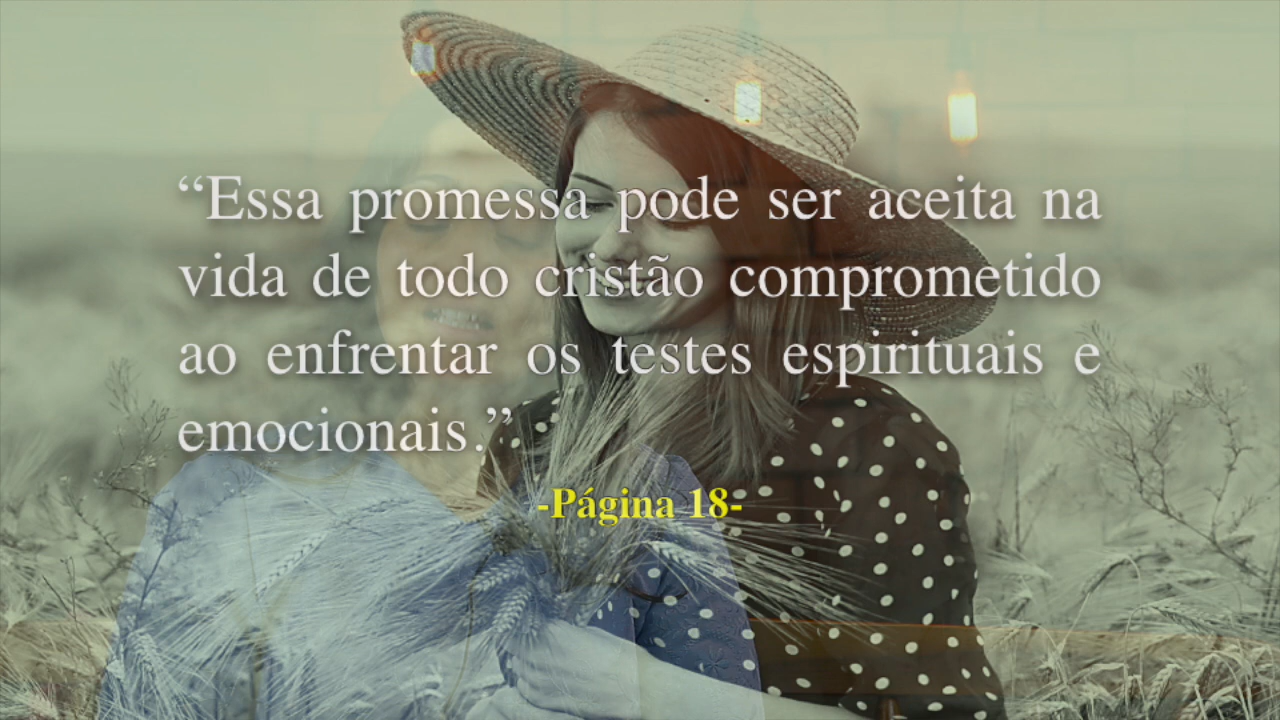 “Essa promessa pode ser aceita na
vida de todo cristão comprometido
ao enfrentar os testes espirituais e
emocionais.”
-Página 18-